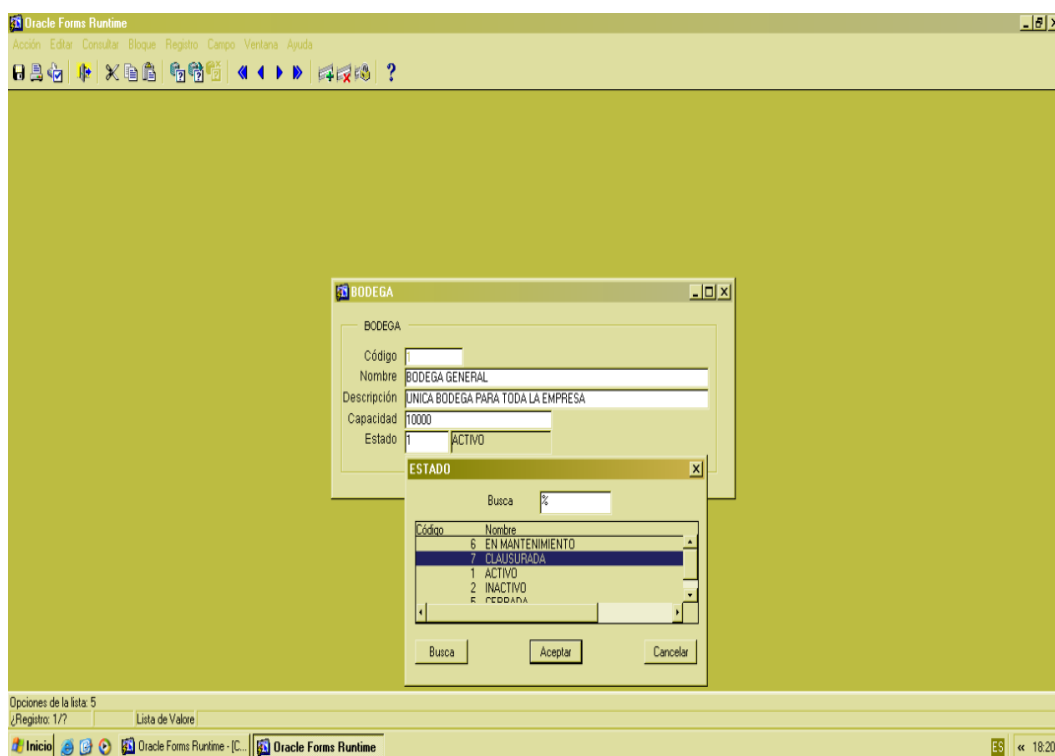 Oracle Forms Runtime
Acción Editar Consultar Bloque Registro Campo Ventana Ayuda
BODEGA
BODEGA
Código 1
Nombre BODEGA GENERAL
Descripción UNICA BODEGA PARA TODA LA EMPRESA
Capacidad 10000
Estado 1 ACTIVO
ESTADO
Busca %
Código Nombre
6 EN MANTENIMIENTO
7 CLAUSURADA
1 ACTIVO
2 INACTIVO
5 CERRADA
Busca Aceptar Cancelar
Opciones de la lista: 5
¿Registro: 1/? Lista de Valore
Inicio Oracle Forms Runtime - [C... Oracle Forms Runtime ES « 18:20